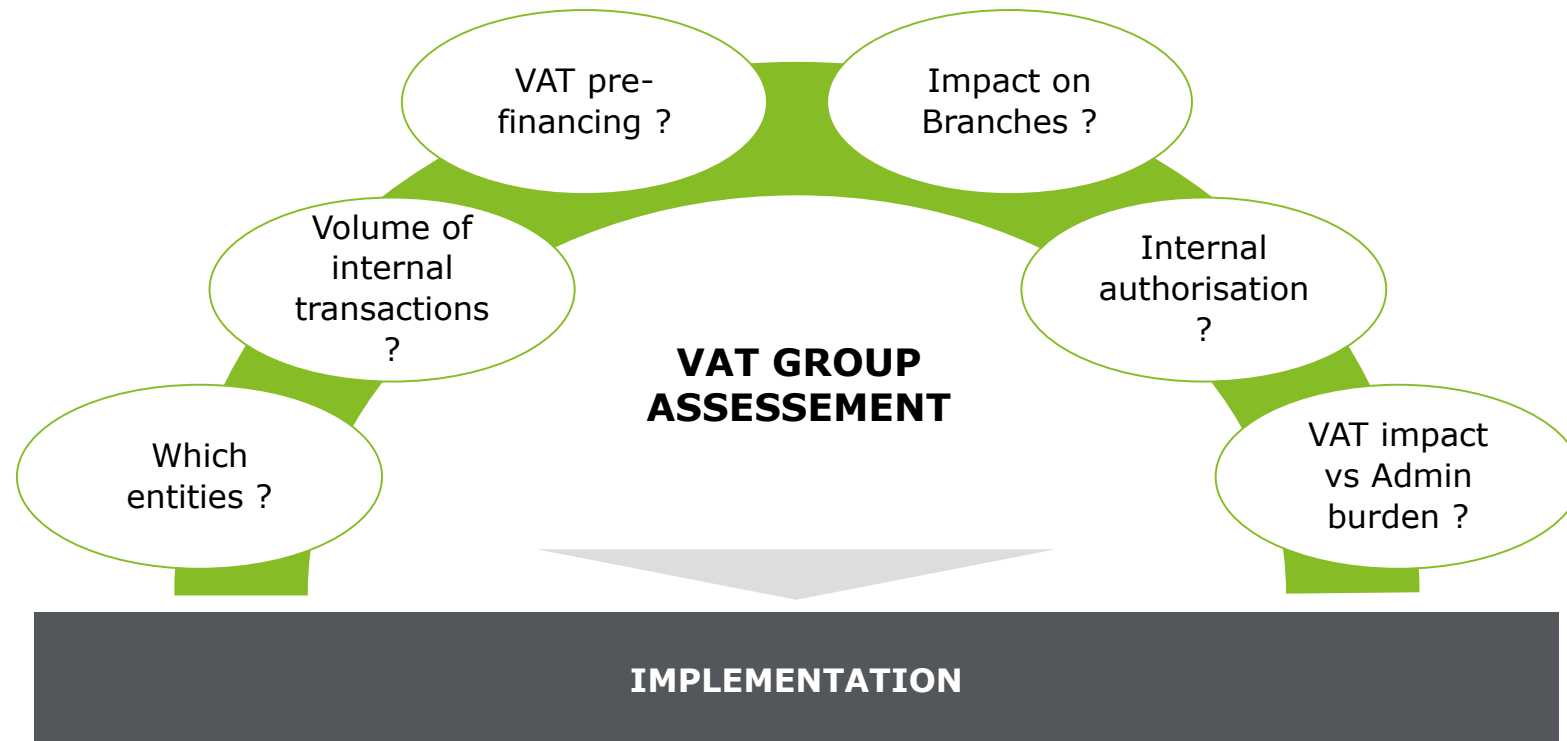 VAT pre-
financing ?
Impact on
Branches ?
Volume of
internal
transactions
?
Internal
authorisation
?
VAT GROUP
ASSESSEMENT
Which
entities ?
VAT impact
vs Admin
burden ?
IMPLEMENTATION